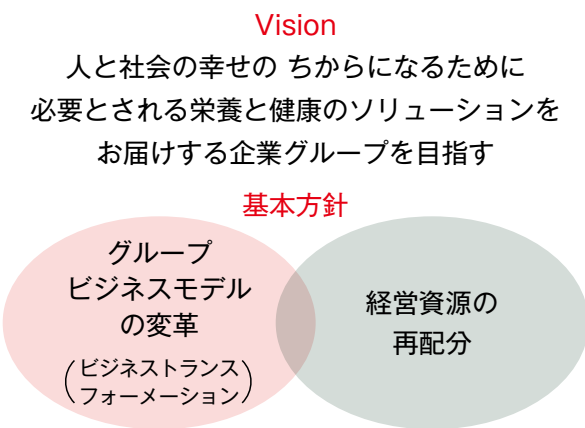 Vision
人と社会の幸せの ちからになるために
必要とされる栄養と健康のソリューションを
お届けする企業グループを目指す
基本方針
グループ
ビジネスモデル
の変革
(ビジネストランス
フォーメーション)
経営資源の
再配分